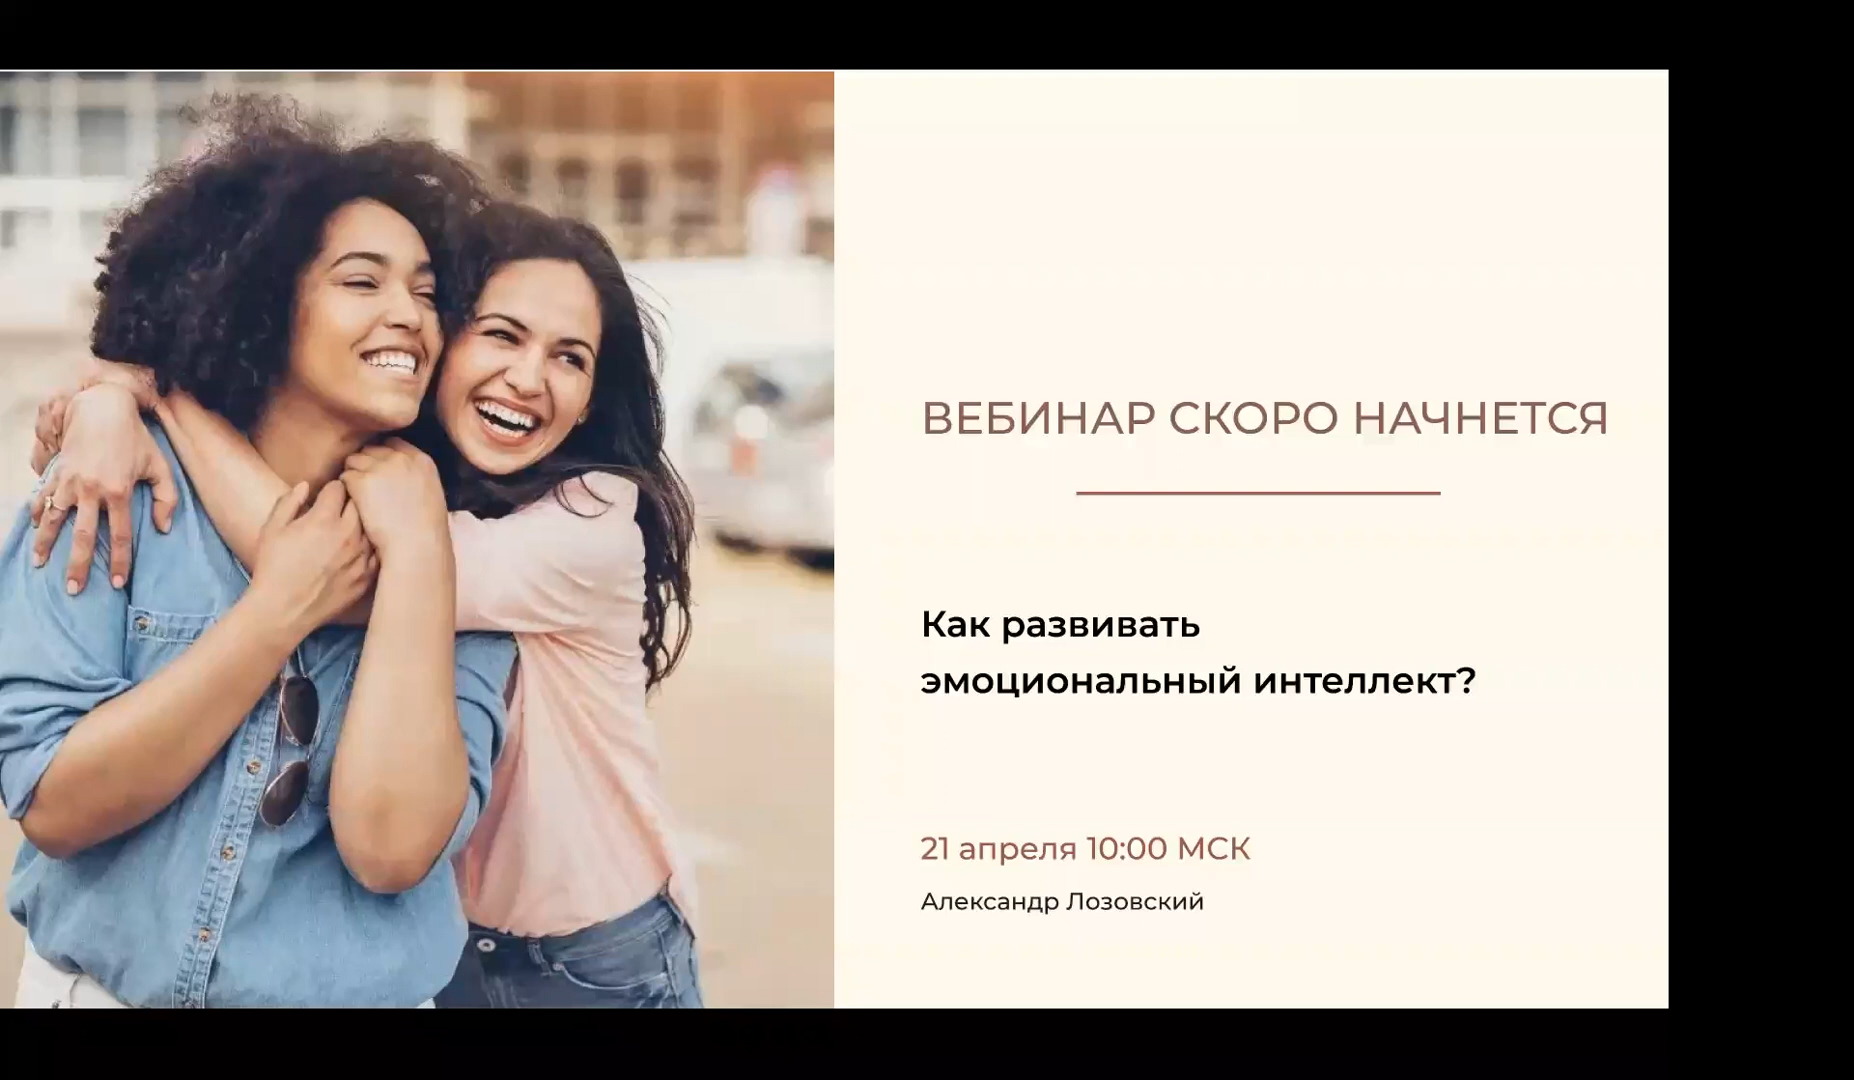 ВЕБИНАР СКОРО НАЧНЕТСЯ
Как развивать
эмоциональный интеллект?
21 апреля 10:00 МСК
Александр Лозовский